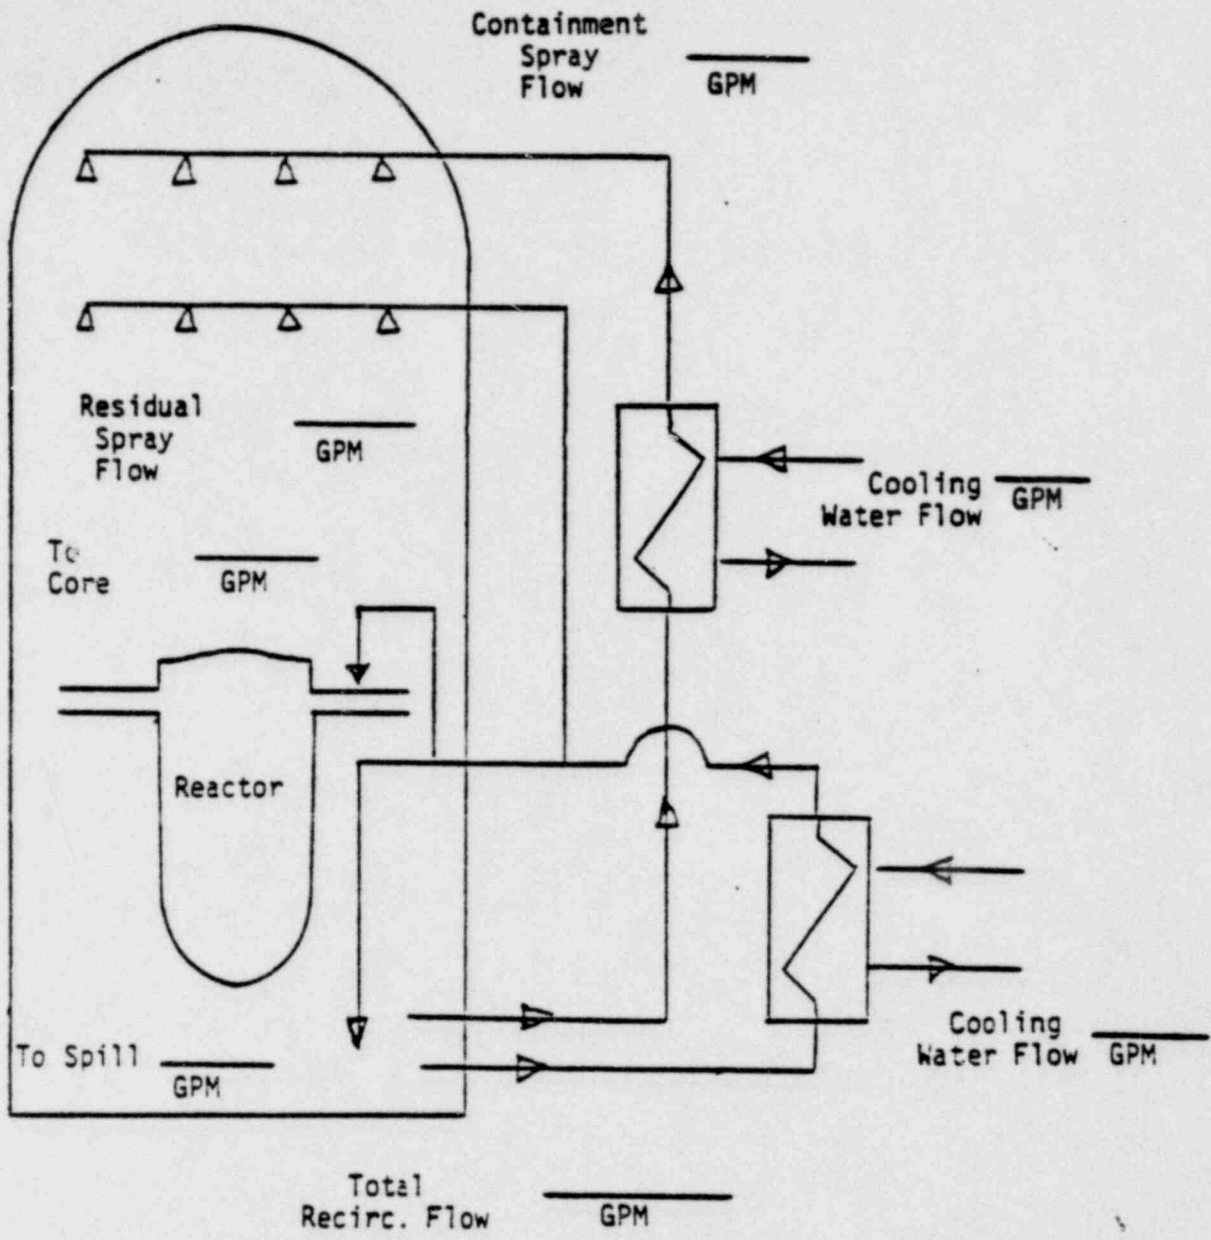 Containment
Spray
Flow
GPM
Residual
Spray
Flow
GPM
Cooling
Water Flow
GPM
To
Core
GPM
Reactor
Cooling
Water Flow
GPM
To Spill
GPM
Total
Recirc. Flow
GPM